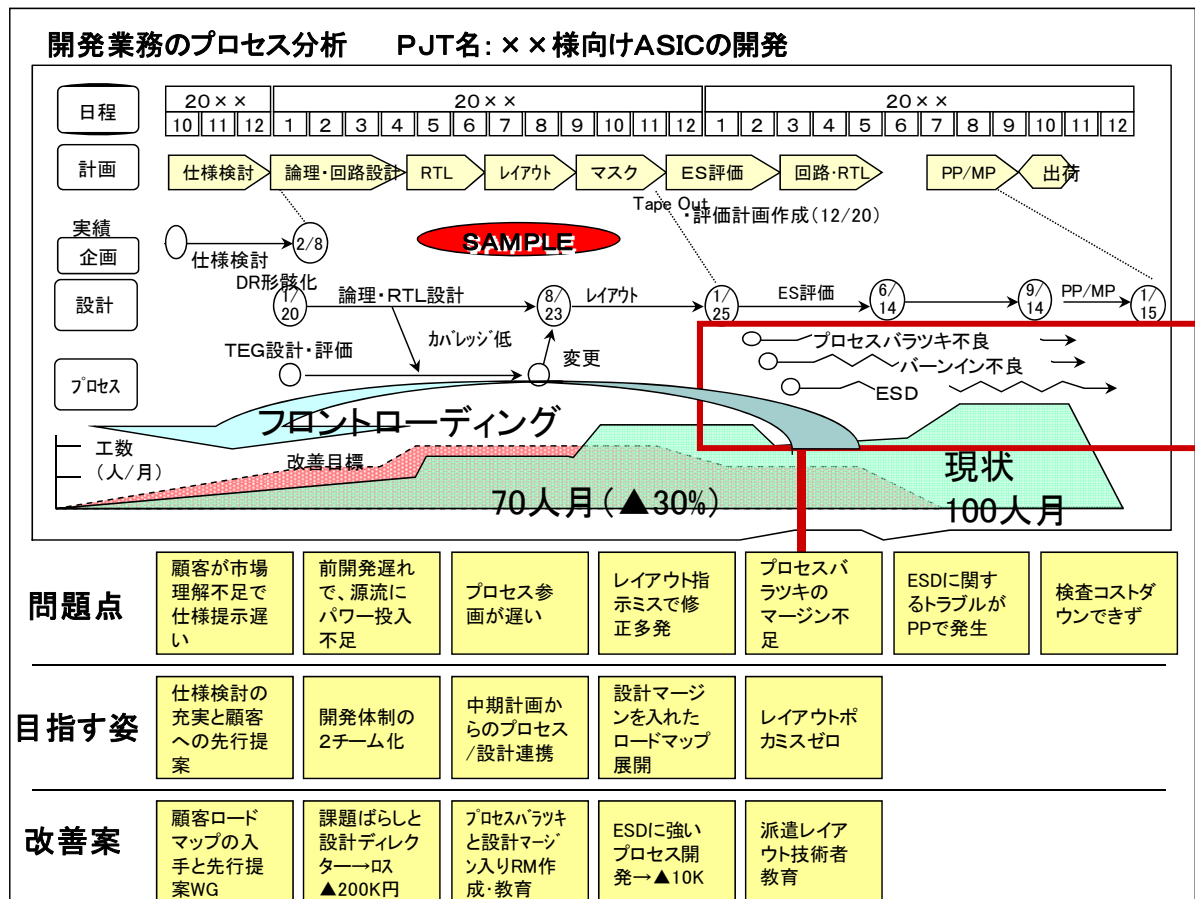 開発業務のプロセス分析　PJT名：××様向けASICの開発
日程
20×× 20×× 20××
10 11 12 1 2 3 4 5 6 7 8 9 10 11 12 1 2 3 4 5 6 7 8 9 10 11 12
計画
仕様検討 論理・回路設計 RTL レイアウト マスク ES評価 回路・RTL PP/MP 出荷
Tape Out
・評価計画作成（12/20）
実績
企画
仕様検討
2/8
SAMPLE
DR形骸化
設計
1/
20
論理・RTL設計
8/
23
レイアウト
1/
25
ES評価
6/
14
9/
14
PP/MP
1/
15
カバレッジ低
TEG設計・評価
変更
プロセス
プロセスバラツキ不良
バーンイン不良
ESD
フロントローディング
工数
（人/月）
改善目標
70人月（▲30%）
現状
100人月
問題点
顧客が市場
理解不足で
仕様提示遅
い
前開発遅れ
で、源流に
パワー投入
不足
プロセス参
画が遅い
レイアウト指
示ミスで修
正多発
プロセスバ
ラツキの
マージン不
足
ESDに関す
るトラブルが
PPで発生
検査コストダ
ウンできず
目指す姿
仕様検討の
充実と顧客
への先行提
案
開発体制の
２チーム化
中期計画か
らのプロセス
/設計連携
設計マージ
ンを入れた
ロードマップ
展開
レイアウトポ
カミスゼロ
改善案
顧客ロード
マップの入
手と先行提
案WG
課題ばらしと
設計ディレク
ター→ロス
▲200K円
プロセスバラツキ
と設計マージ
ン入りRM作
成・教育
ESDに強い
プロセス開
発→▲10K
派遣レイア
ウト技術者
教育